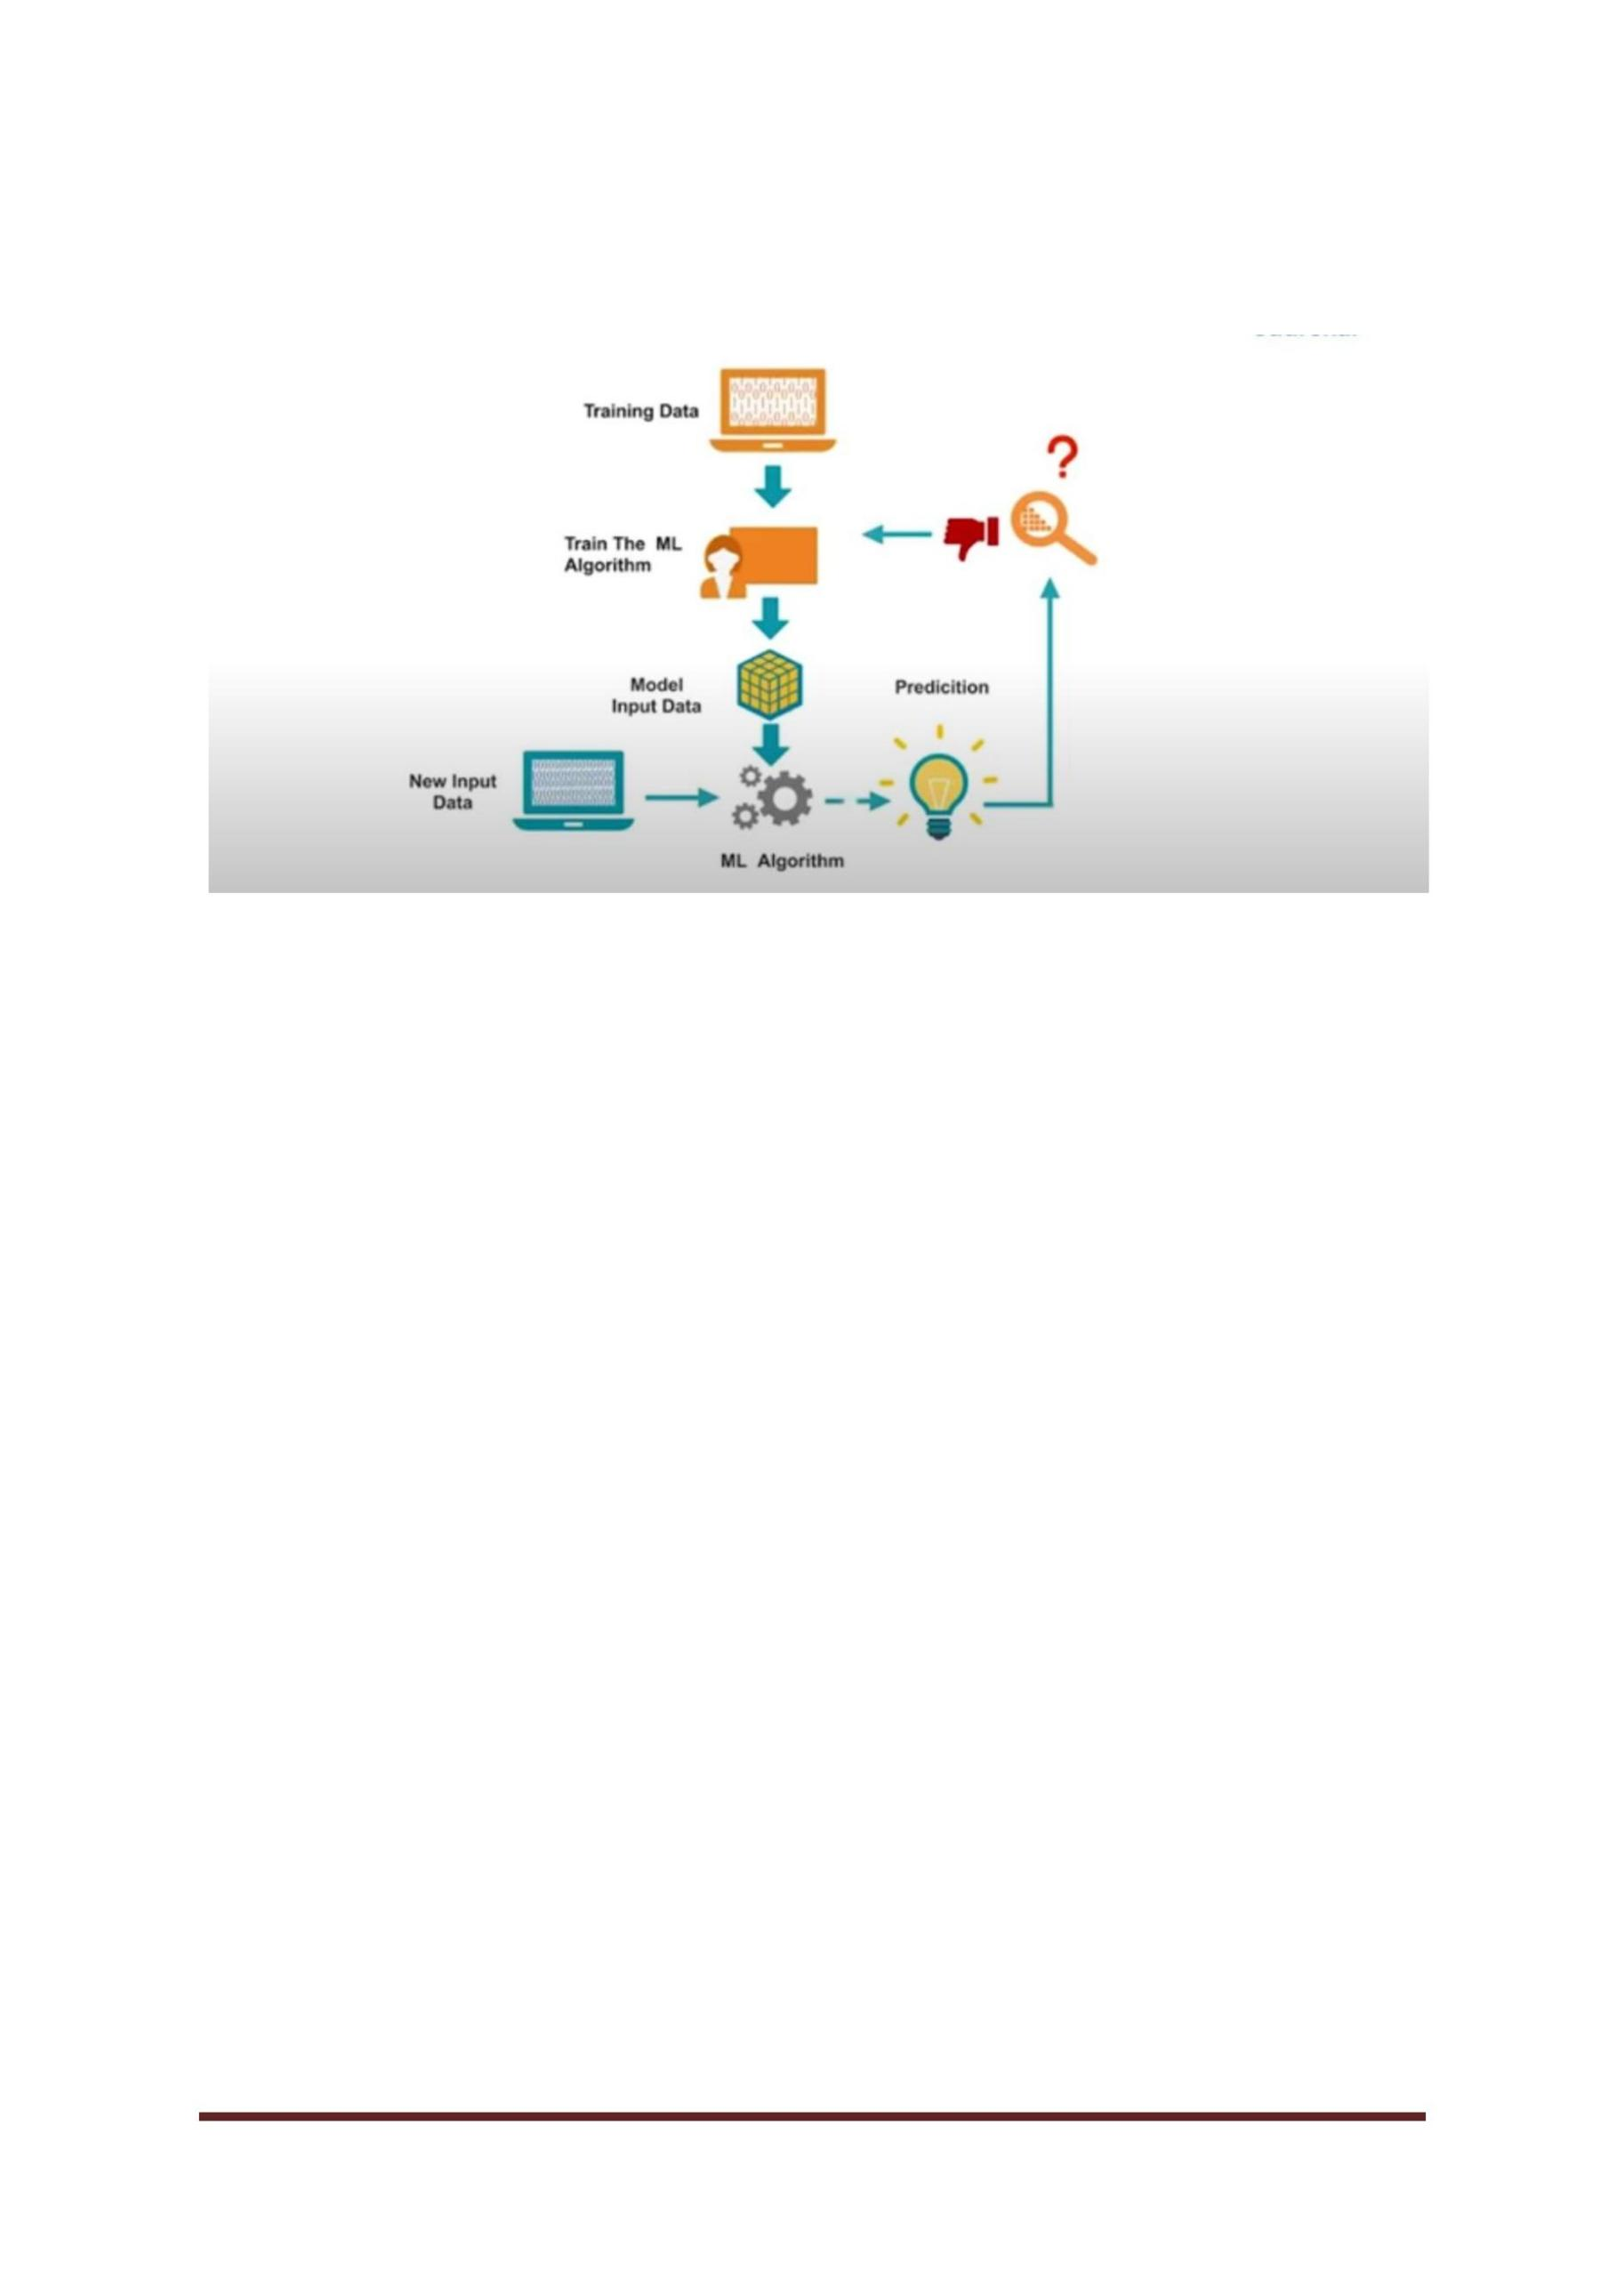 Training Data
?
Train The ML
Algorithm
Model
Input Data
Predicition
New Input
Data
ML Algorithm